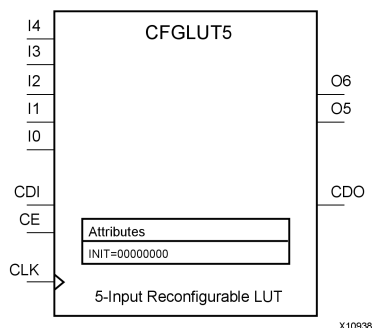 CFGLUT5
I4
I3
I2
I1
I0
CDI
CE
CLK
O6
O5
CDO
Attributes
INIT=00000000
5-Input Reconfigurable LUT
X10938